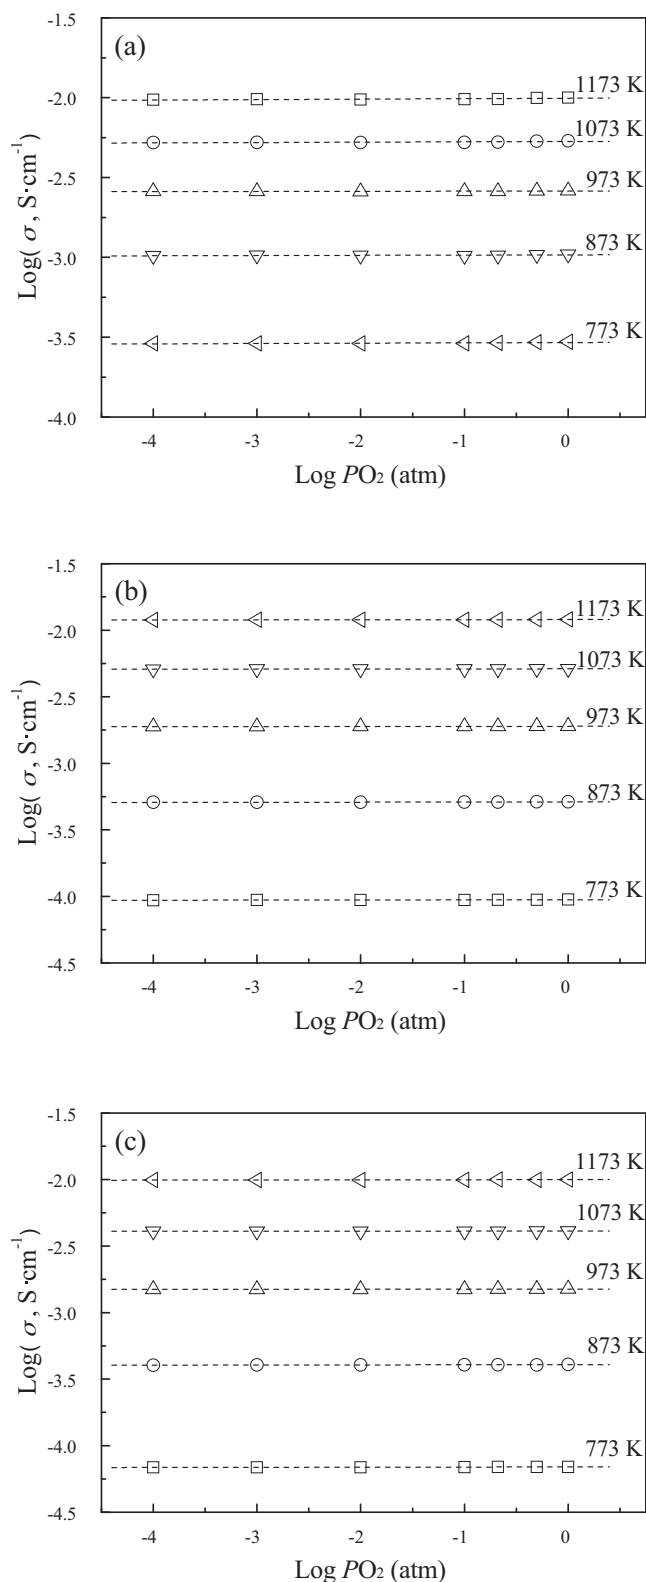 (a)
-1.5
-2.0
-2.5
-3.0
-3.5
-4.0
1173 K
1073 K
973 K
873 K
773 K
Log( σ , S·cm⁻¹)
-4 -3 -2 -1 0
Log PO₂ (atm)
(b)
-1.5
-2.0
-2.5
-3.0
-3.5
-4.0
-4.5
1173 K
1073 K
973 K
873 K
773 K
Log( σ , S·cm⁻¹)
-4 -3 -2 -1 0
Log PO₂ (atm)
(c)
-1.5
-2.0
-2.5
-3.0
-3.5
-4.0
-4.5
1173 K
1073 K
973 K
873 K
773 K
Log( σ , S·cm⁻¹)
-4 -3 -2 -1 0
Log PO₂ (atm)